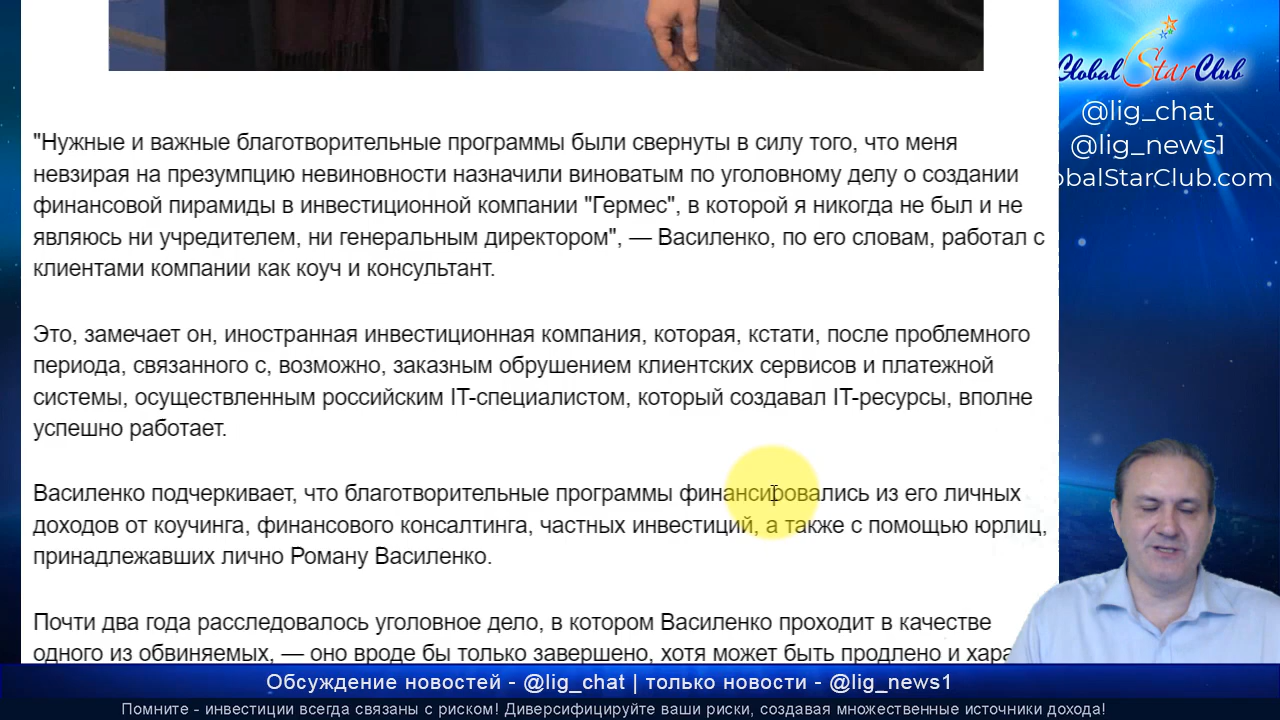 "Нужные и важные благотворительные программы были свернуты в силу того, что меня
невзирая на презумпцию невиновности назначили виноватым по уголовному делу о создании
финансовой пирамиды в инвестиционной компании "Гермес", в которой я никогда не был и не
являюсь ни учредителем, ни генеральным директором", — Василенко, по его словам, работал с
клиентами компании как коуч и консультант.
Это, замечает он, иностранная инвестиционная компания, которая, кстати, после проблемного
периода, связанного с, возможно, заказным обрушением клиентских сервисов и платежной
системы, осуществленным российским IT-специалистом, который создавал IT-ресурсы, вполне
успешно работает.
Василенко подчеркивает, что благотворительные программы финансировались из его личных
доходов от коучинга, финансового консалтинга, частных инвестиций, а также с помощью юрлиц,
принадлежавших лично Роману Василенко.
Почти два года расследовалось уголовное дело, в котором Василенко проходит в качестве
одного из обвиняемых, — оно вроде бы только завершено, хотя может быть продлено и хара
Global Star Club
@lig_chat
@lig_news1
obalStarClub.com
Обсуждение новостей - @lig_chat | только новости - @lig_news1
Помните - инвестиции всегда связаны с риском! Диверсифицируйте ваши риски, создавая множественные источники дохода!